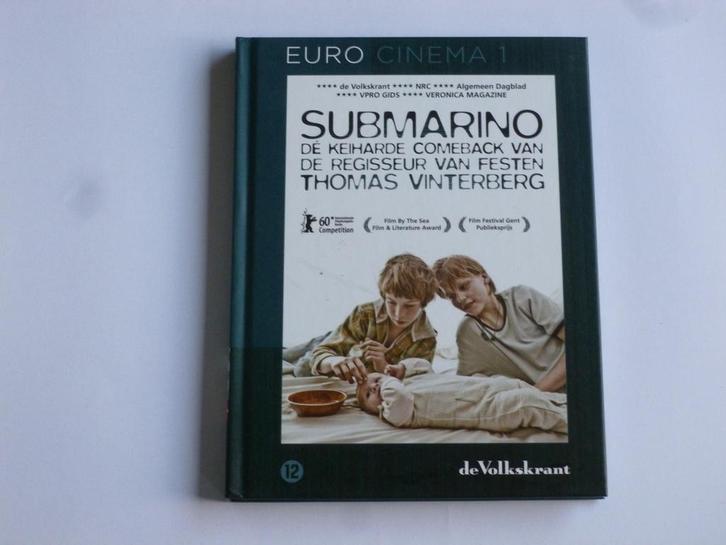 EURO CINEMA 1
**** de Volkskrant **** NRC **** Algemeen Dagblad
**** VPRO GIDS **** VERONICA MAGAZINE
SUBMARINO
DÉ KEIHARDE COMEBACK VAN
DE REGISSEUR VAN FESTEN
THOMAS VINTERBERG
60
Competition
Film By The Sea
Film & Literature Award
Film Festival Gent
Publieksprijs
12
de Volkskrant